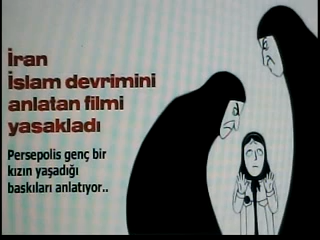 İran
İslam devrimini
anlatan filmi
yasakladı
Persepolis genç bir
kızın yaşadığı
baskıları anlatıyor..